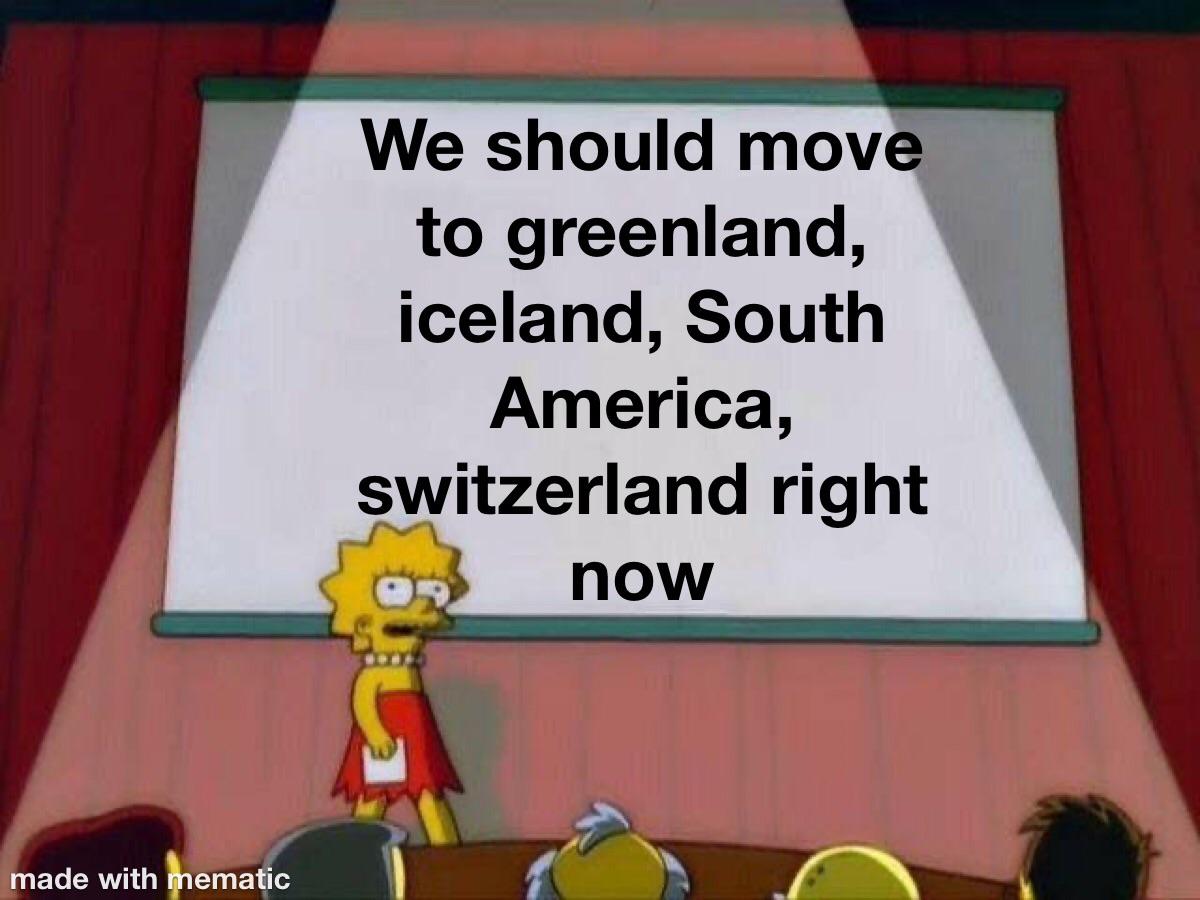 We should move
to greenland,
iceland, South
America,
switzerland right
now
made with mematic